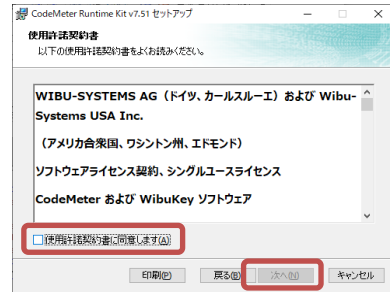 CodeMeter Runtime Kit v7.51 セットアップ
使用許諾契約書
以下の使用許諾契約書をよくお読みください。
WIBU-SYSTEMS AG（ドイツ、カールスルーエ）および Wibu-
Systems USA Inc.
（アメリカ合衆国、ワシントン州、エドモンド）
ソフトウェアライセンス契約、シングルユースライセンス
CodeMeter および WibuKey ソフトウェア
使用許諾契約書に同意します(A)
印刷(P) 戻る(B) 次へ(N) キャンセル